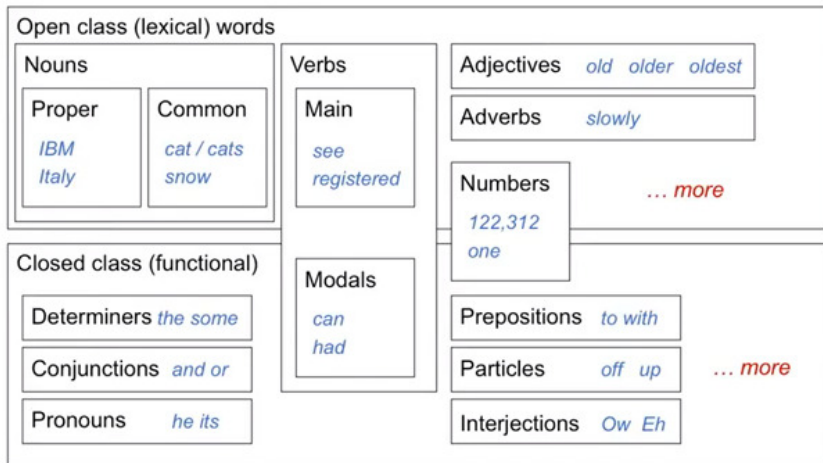 Open class (lexical) words
Nouns
Proper
IBM
Italy
Common
cat / cats
snow
Verbs
Main
see
registered
Adjectives old older oldest
Adverbs slowly
Numbers
122,312
one
… more
Closed class (functional)
Determiners the some
Conjunctions and or
Pronouns he its
Modals
can
had
Prepositions to with
Particles off up
Interjections Ow Eh
… more